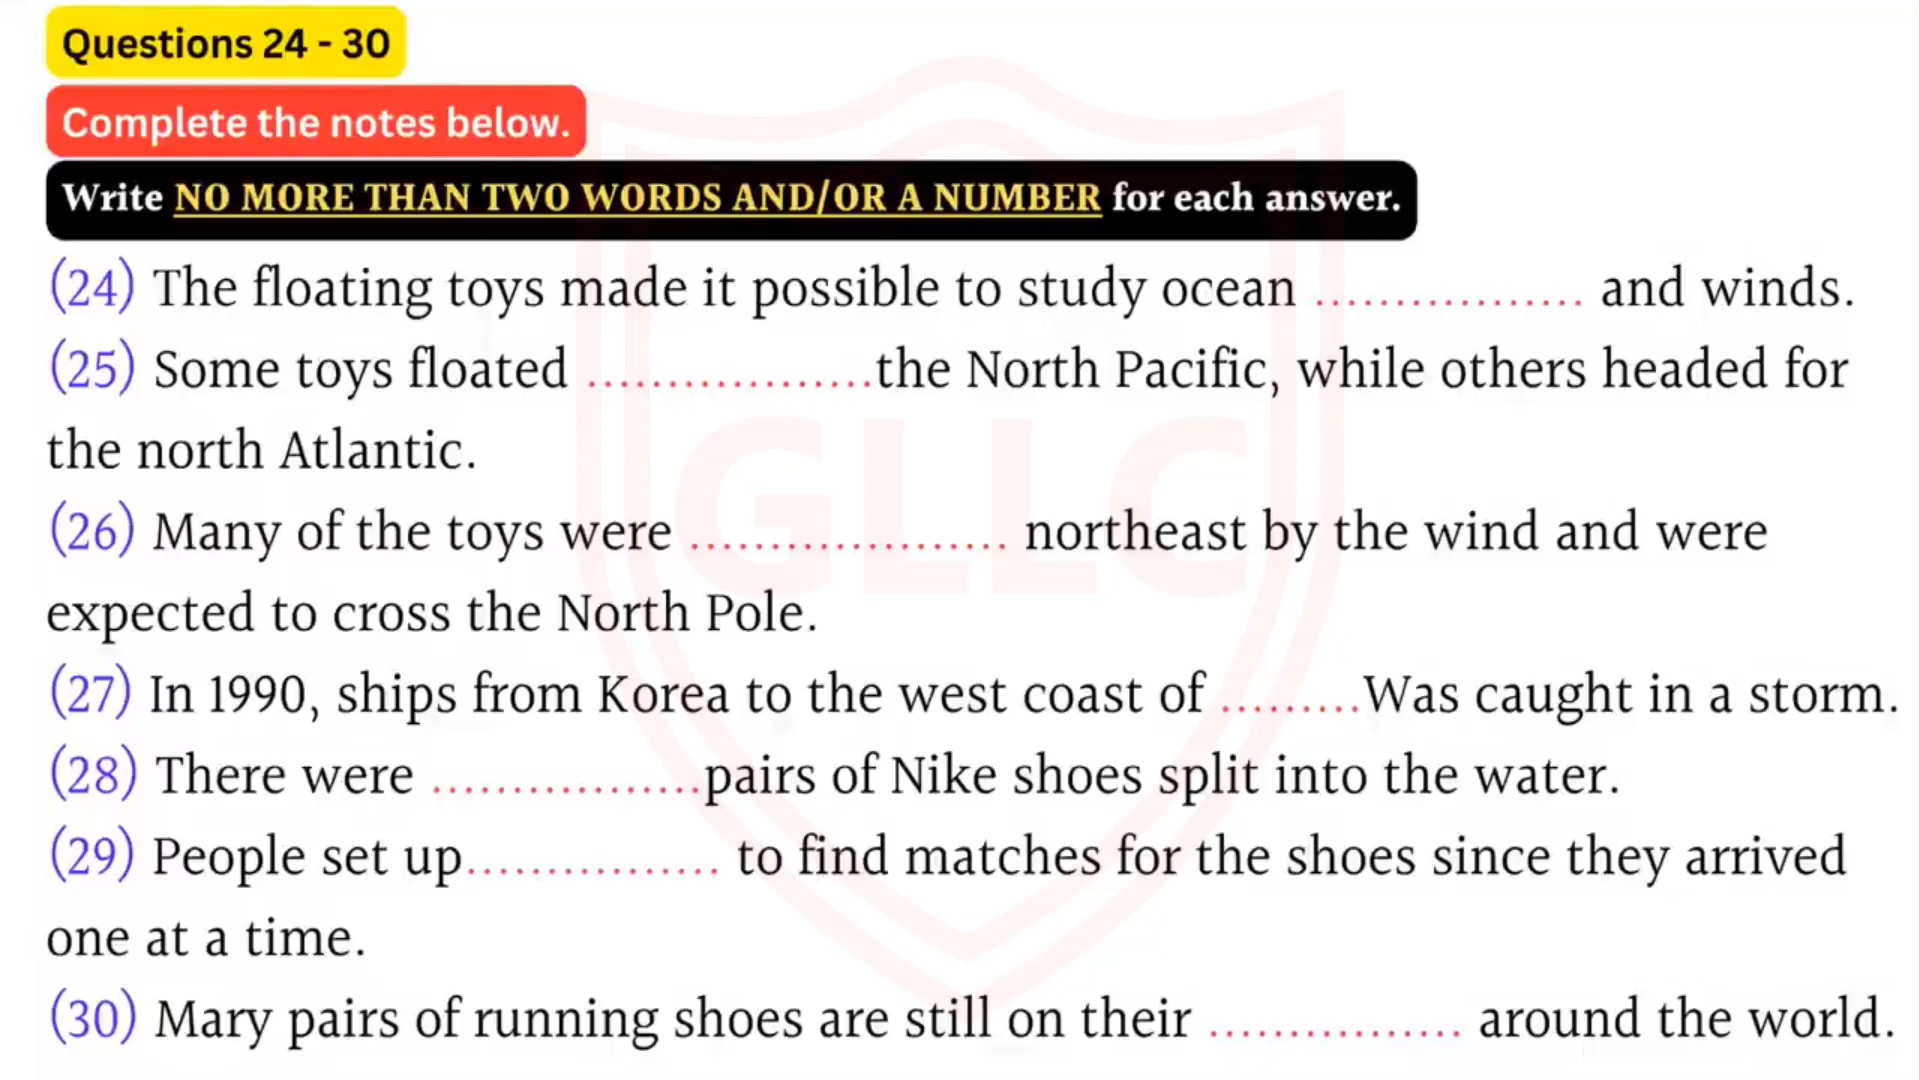 Questions 24 - 30
Complete the notes below.
Write NO MORE THAN TWO WORDS AND/OR A NUMBER for each answer.
(24) The floating toys made it possible to study ocean ................. and winds.
(25) Some toys floated ..................the North Pacific, while others headed for
the north Atlantic.
(26) Many of the toys were .................... northeast by the wind and were
expected to cross the North Pole.
(27) In 1990, ships from Korea to the west coast of .........Was caught in a storm.
(28) There were .................pairs of Nike shoes split into the water.
(29) People set up................ to find matches for the shoes since they arrived
one at a time.
(30) Mary pairs of running shoes are still on their ................ around the world.
GLLC